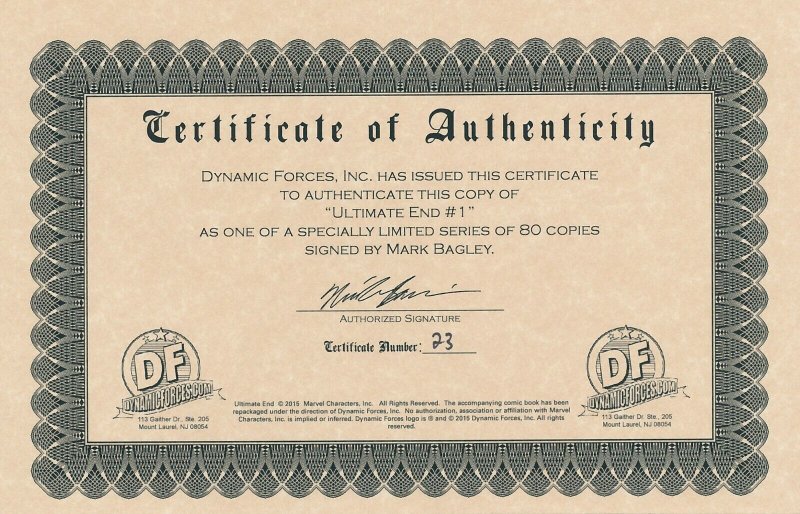 Certificate of Authenticity
Dynamic Forces, Inc. has issued this certificate
to authenticate this copy of
“Ultimate End #1”
as one of a specially limited series of 80 copies
signed by Mark Bagley.
Authorized Signature
Certificate Number: 23
DF
DYNAMICFORCES.COM
113 Gaither Dr., Ste. 205
Mount Laurel, NJ 08054
Ultimate End © 2015 Marvel Characters, Inc. All Rights Reserved. The accompanying comic book has been
repackaged under the direction of Dynamic Forces, Inc. No authorization, association or affiliation with Marvel
Characters, Inc. is implied or inferred. Dynamic Forces logo is ® and © 2015 Dynamic Forces, Inc. All rights
reserved.
DF
DYNAMICFORCES.COM
113 Gaither Dr., Ste., 205
Mount Laurel, NJ 08054